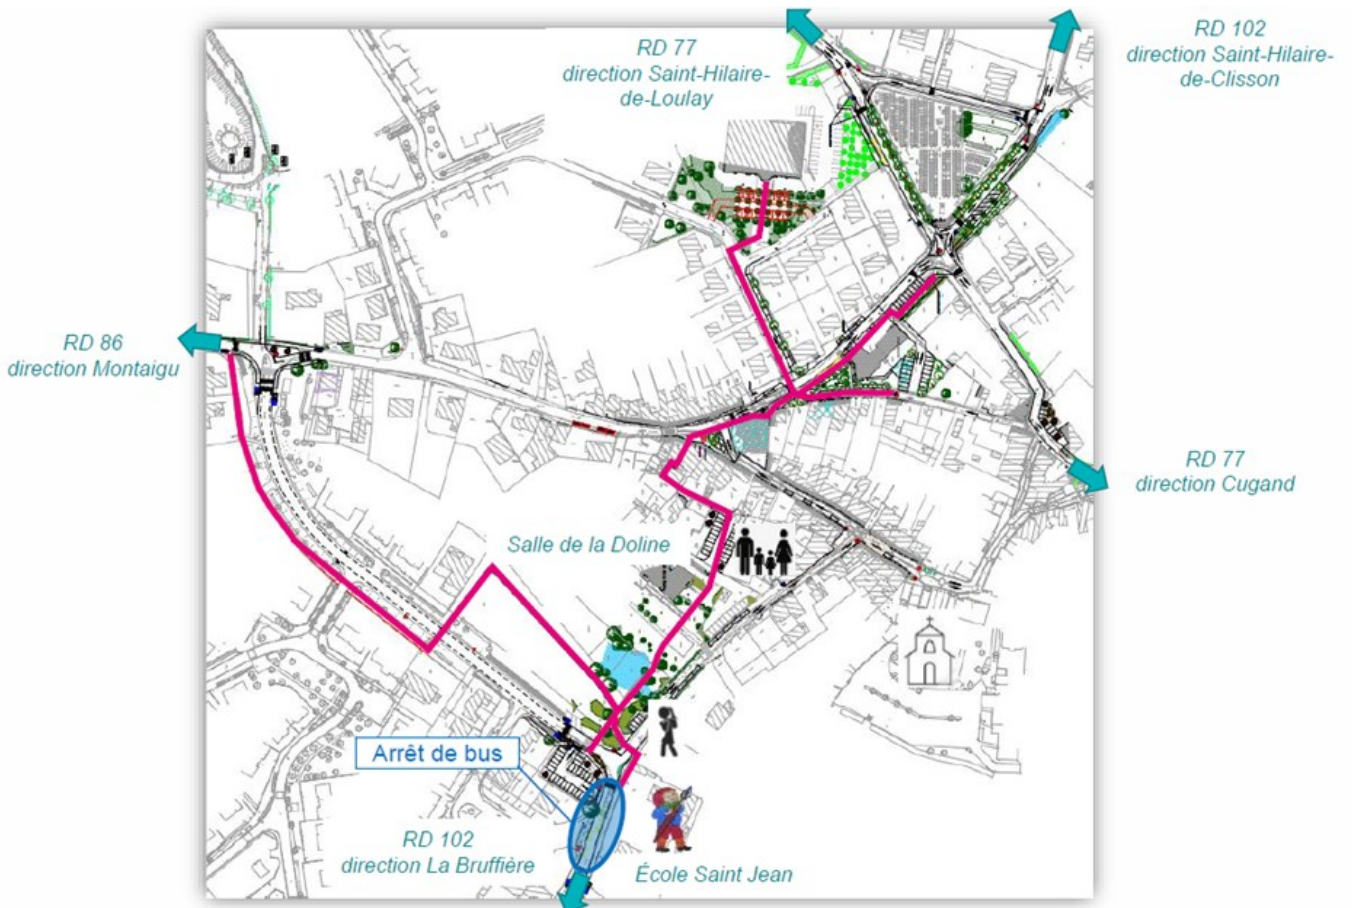 RD 77
direction Saint-Hilaire-
de-Loulay
RD 102
direction Saint-Hilaire-
de-Clisson
RD 86
direction Montaigu
RD 77
direction Cugand
Salle de la Doline
Arrêt de bus
RD 102
direction La Bruffière
École Saint Jean